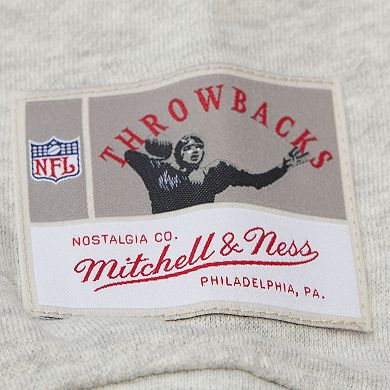 THROWBACKS
NFL
NOSTALGIA CO.
Mitchell & Ness
PHILADELPHIA, PA.